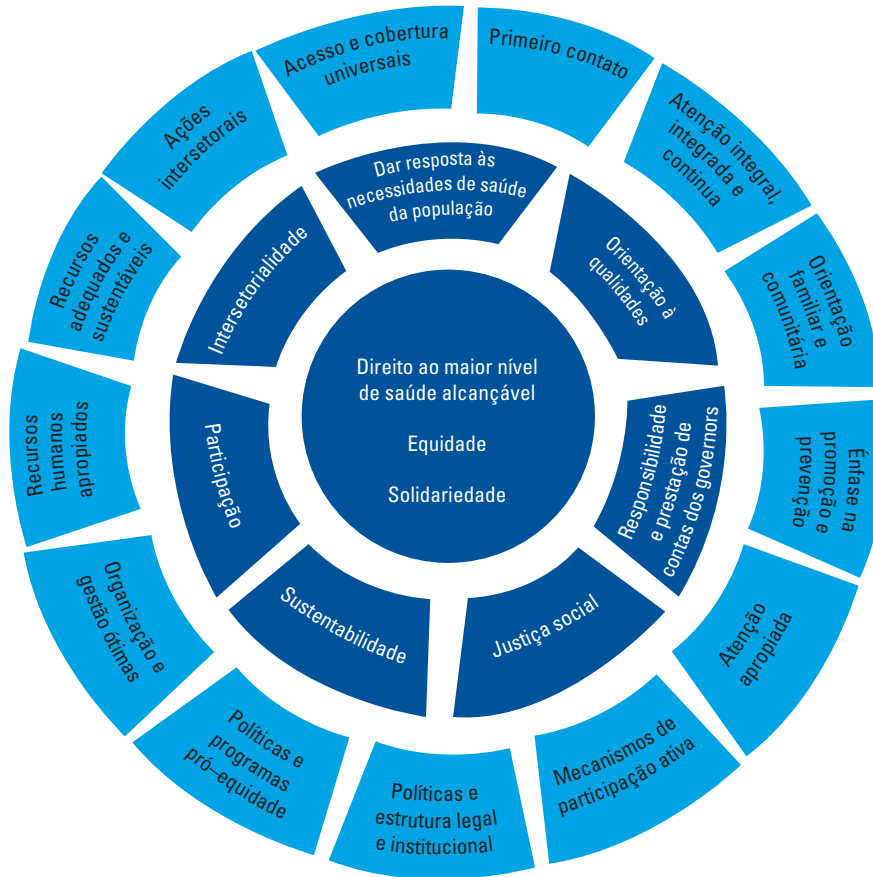 Direito ao maior nível
de saúde alcançável
Equidade
Solidariedade
Dar resposta às
necessidades de saúde
da população
Orientação à
qualidades
Responsibilidade
e prestação de
contas dos governors
Justiça social
Sustentabilidade
Participação
Intersetorialidade
Acesso e cobertura
universais
Primeiro contato
Atenção integral,
integrada e
contínua
Orientação
familiar e
comunitária
Énfase na
promoção e
prevenção
Atenção
apropiada
Mecanismos de
participação ativa
Políticas e
estrutura legal
e institucional
Políticas e
programas
pró–equidade
Organização e
gestão ótimas
Recursos
humanos
apropiados
Recursos
adequados e
sustentáveis
Ações
intersetorais